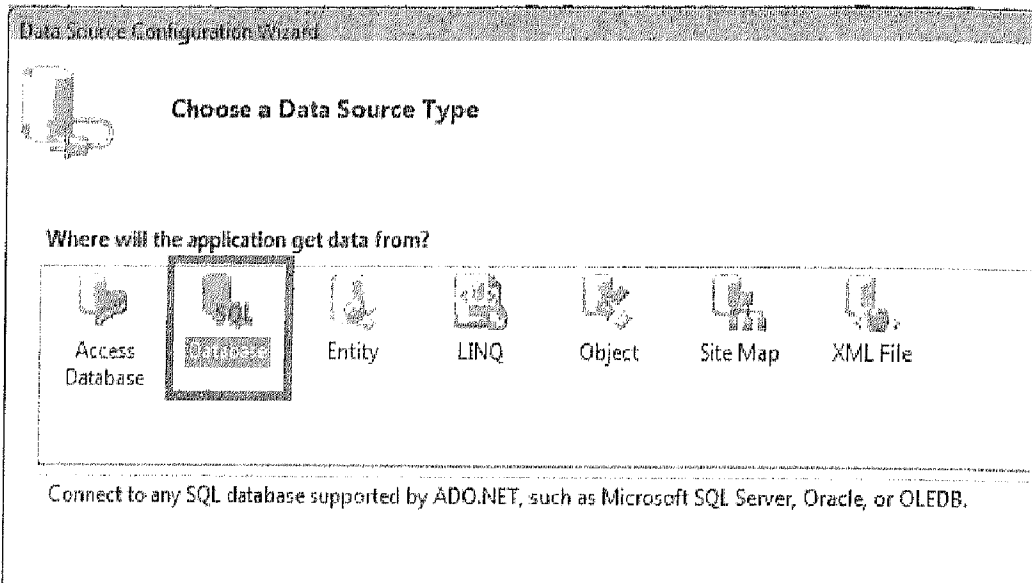 Data Source Configuration Wizard
Choose a Data Source Type
Where will the application get data from?
Access Database
SQL
Database
Entity
LINQ
Object
Site Map
XML File
Connect to any SQL database supported by ADO.NET, such as Microsoft SQL Server, Oracle, or OLEDB.